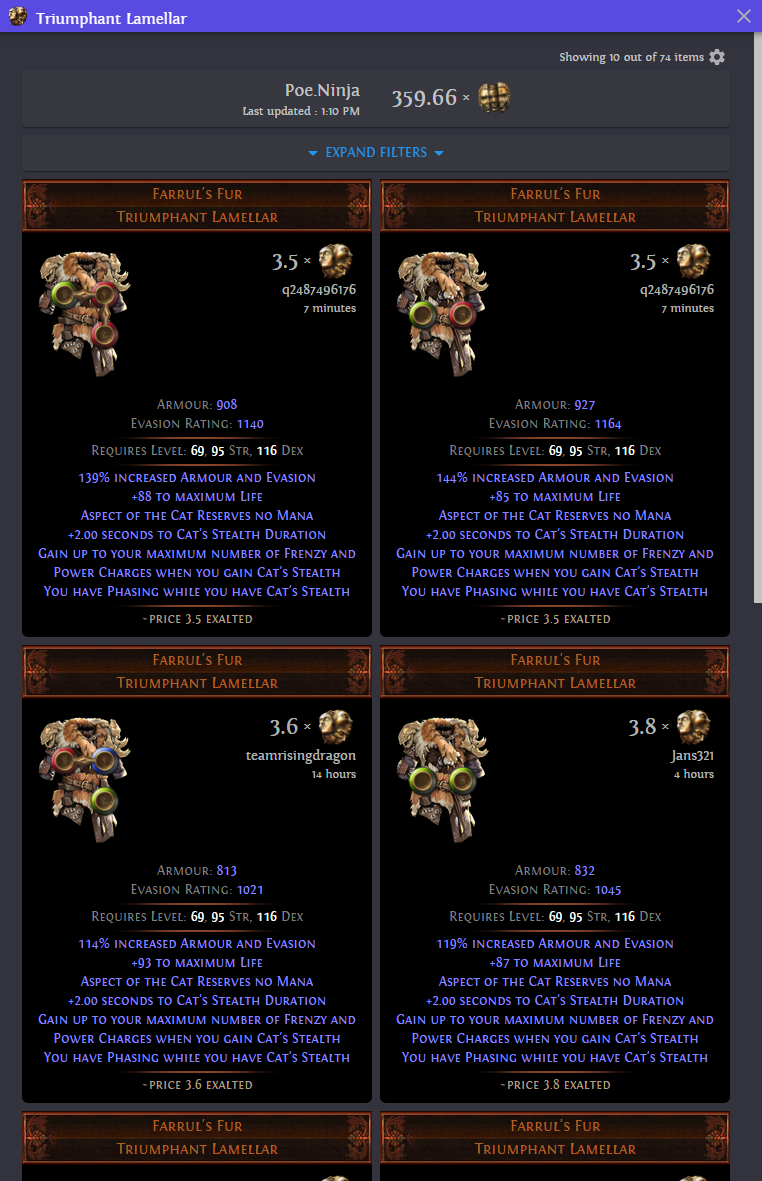 Triumphant Lamellar
Showing 10 out of 74 items
Poe.Ninja
Last updated : 1:10 PM
359.66 ×
EXPAND FILTERS
Farrul's Fur
Triumphant Lamellar
3.5 ×
q2487496176
7 minutes
Armour: 908
Evasion Rating: 1140
Requires Level: 69, 95 Str, 116 Dex
139% increased Armour and Evasion
+88 to maximum Life
Aspect of the Cat Reserves no Mana
+2.00 seconds to Cat's Stealth Duration
Gain up to your maximum number of Frenzy and
Power Charges when you gain Cat's Stealth
You have Phasing while you have Cat's Stealth
~price 3.5 exalted
Farrul's Fur
Triumphant Lamellar
3.5 ×
q2487496176
7 minutes
Armour: 927
Evasion Rating: 1164
Requires Level: 69, 95 Str, 116 Dex
144% increased Armour and Evasion
+85 to maximum Life
Aspect of the Cat Reserves no Mana
+2.00 seconds to Cat's Stealth Duration
Gain up to your maximum number of Frenzy and
Power Charges when you gain Cat's Stealth
You have Phasing while you have Cat's Stealth
~price 3.5 exalted
Farrul's Fur
Triumphant Lamellar
3.6 ×
teamrisingdragon
14 hours
Armour: 813
Evasion Rating: 1021
Requires Level: 69, 95 Str, 116 Dex
114% increased Armour and Evasion
+93 to maximum Life
Aspect of the Cat Reserves no Mana
+2.00 seconds to Cat's Stealth Duration
Gain up to your maximum number of Frenzy and
Power Charges when you gain Cat's Stealth
You have Phasing while you have Cat's Stealth
~price 3.6 exalted
Farrul's Fur
Triumphant Lamellar
3.8 ×
Jans321
4 hours
Armour: 832
Evasion Rating: 1045
Requires Level: 69, 95 Str, 116 Dex
119% increased Armour and Evasion
+87 to maximum Life
Aspect of the Cat Reserves no Mana
+2.00 seconds to Cat's Stealth Duration
Gain up to your maximum number of Frenzy and
Power Charges when you gain Cat's Stealth
You have Phasing while you have Cat's Stealth
~price 3.8 exalted
Farrul's Fur
Triumphant Lamellar
Farrul's Fur
Triumphant Lamellar